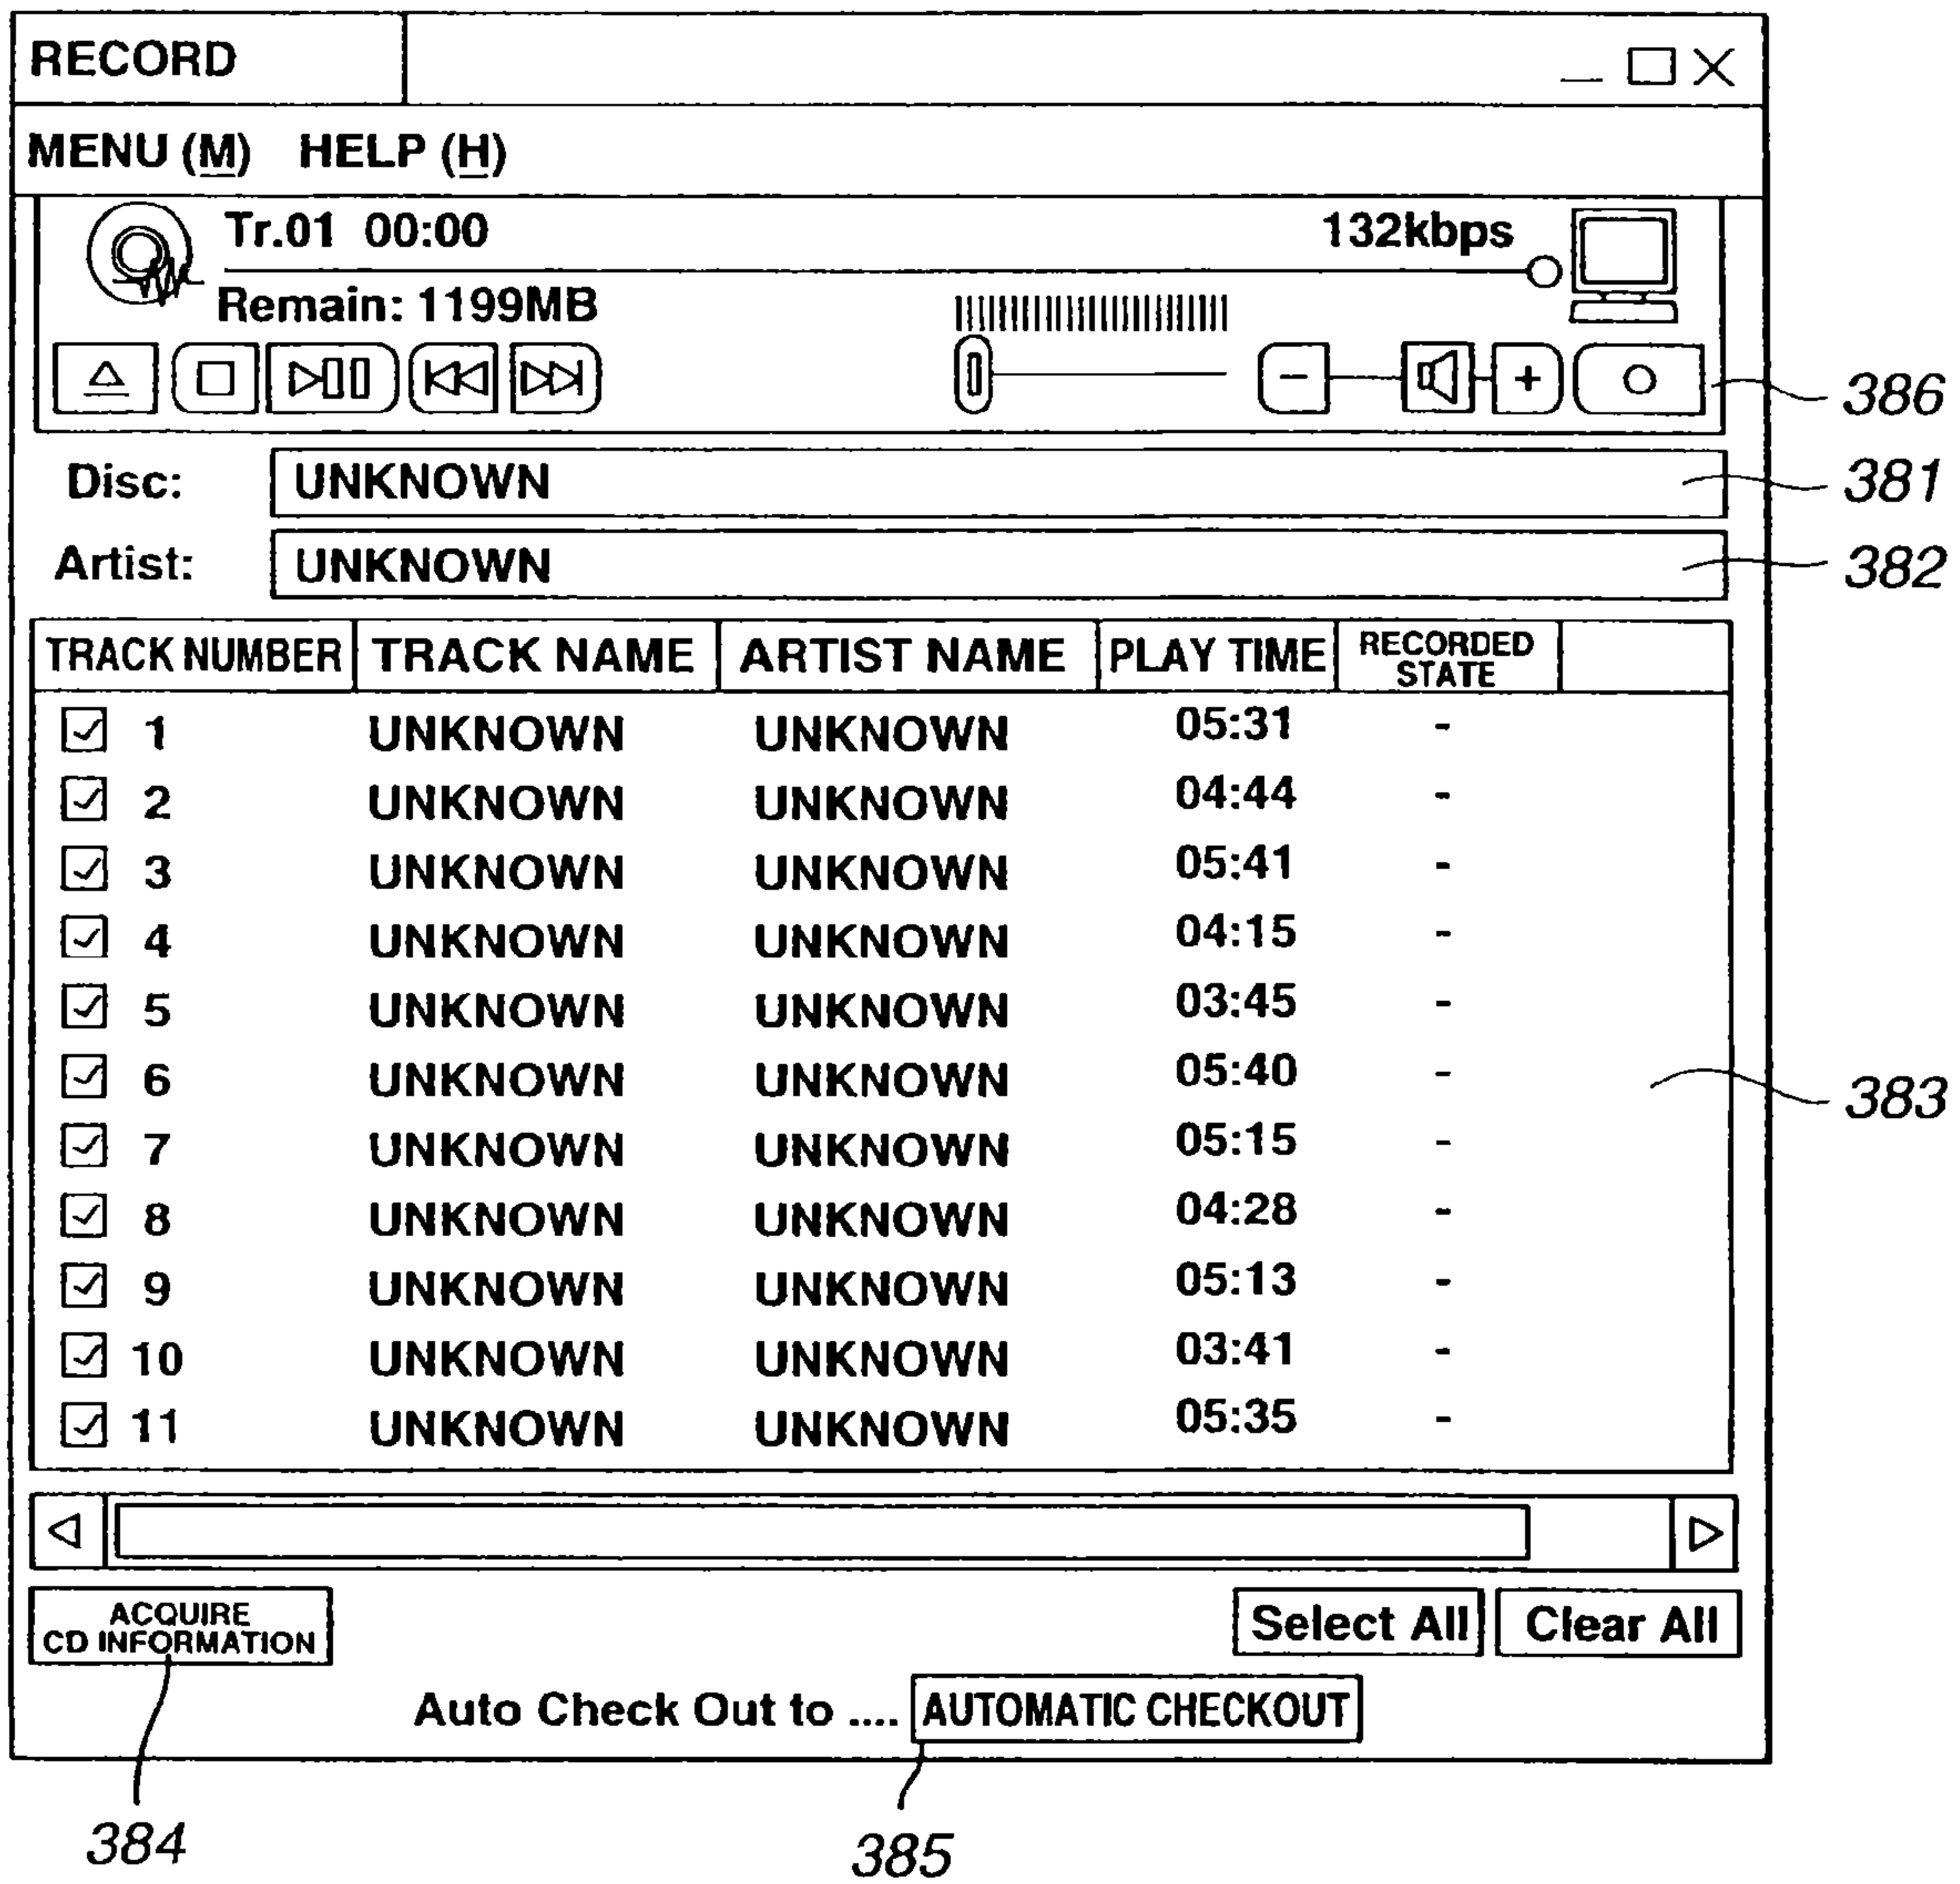 RECORD
MENU (M) HELP (H)
Tr.01 00:00 132kbps
Remain: 1199MB
386
Disc: UNKNOWN 381
Artist: UNKNOWN 382
TRACK NUMBER TRACK NAME ARTIST NAME PLAY TIME RECORDED STATE
1 UNKNOWN UNKNOWN 05:31 -
2 UNKNOWN UNKNOWN 04:44 -
3 UNKNOWN UNKNOWN 05:41 -
4 UNKNOWN UNKNOWN 04:15 -
5 UNKNOWN UNKNOWN 03:45 -
6 UNKNOWN UNKNOWN 05:40 -
383
7 UNKNOWN UNKNOWN 05:15 -
8 UNKNOWN UNKNOWN 04:28 -
9 UNKNOWN UNKNOWN 05:13 -
10 UNKNOWN UNKNOWN 03:41 -
11 UNKNOWN UNKNOWN 05:35 -
ACQUIRE
CD INFORMATION
Select All Clear All
Auto Check Out to .... AUTOMATIC CHECKOUT
384 385